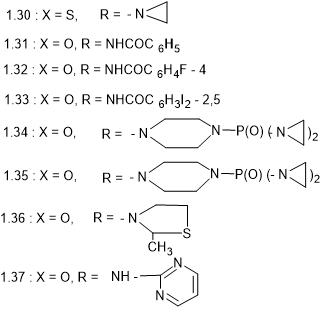 1.30 : X = S, R = - N
1.31 : X = O, R = NHCOC 6H5
1.32 : X = O, R = NHCOC 6H4F - 4
1.33 : X = O, R = NHCOC 6H3I2 - 2,5
1.34 : X = O, R = - N N-P(O) (- N )2
1.35 : X = O, R = - N N-P(O) (- N )2
1.36 : X = O, R = - N S CH3
1.37 : X = O, R = NH - N N